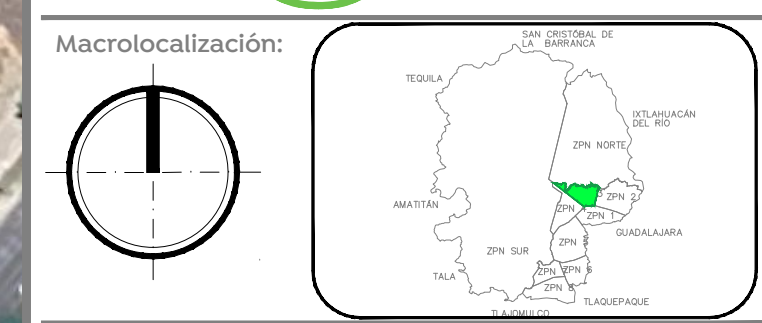 Macrolocalización:
SAN CRISTÓBAL DE
LA BARRANCA
TEQUILA
IXTLAHUACÁN
DEL RÍO
ZPN NORTE
ZPN 2
AMATITÁN
ZPN
ZPN 1
GUADALAJARA
ZPN SUR
ZPN
TALA
ZPN
ZPN 6
ZPN 8
TLAQUEPAQUE
TLAJOMULCO